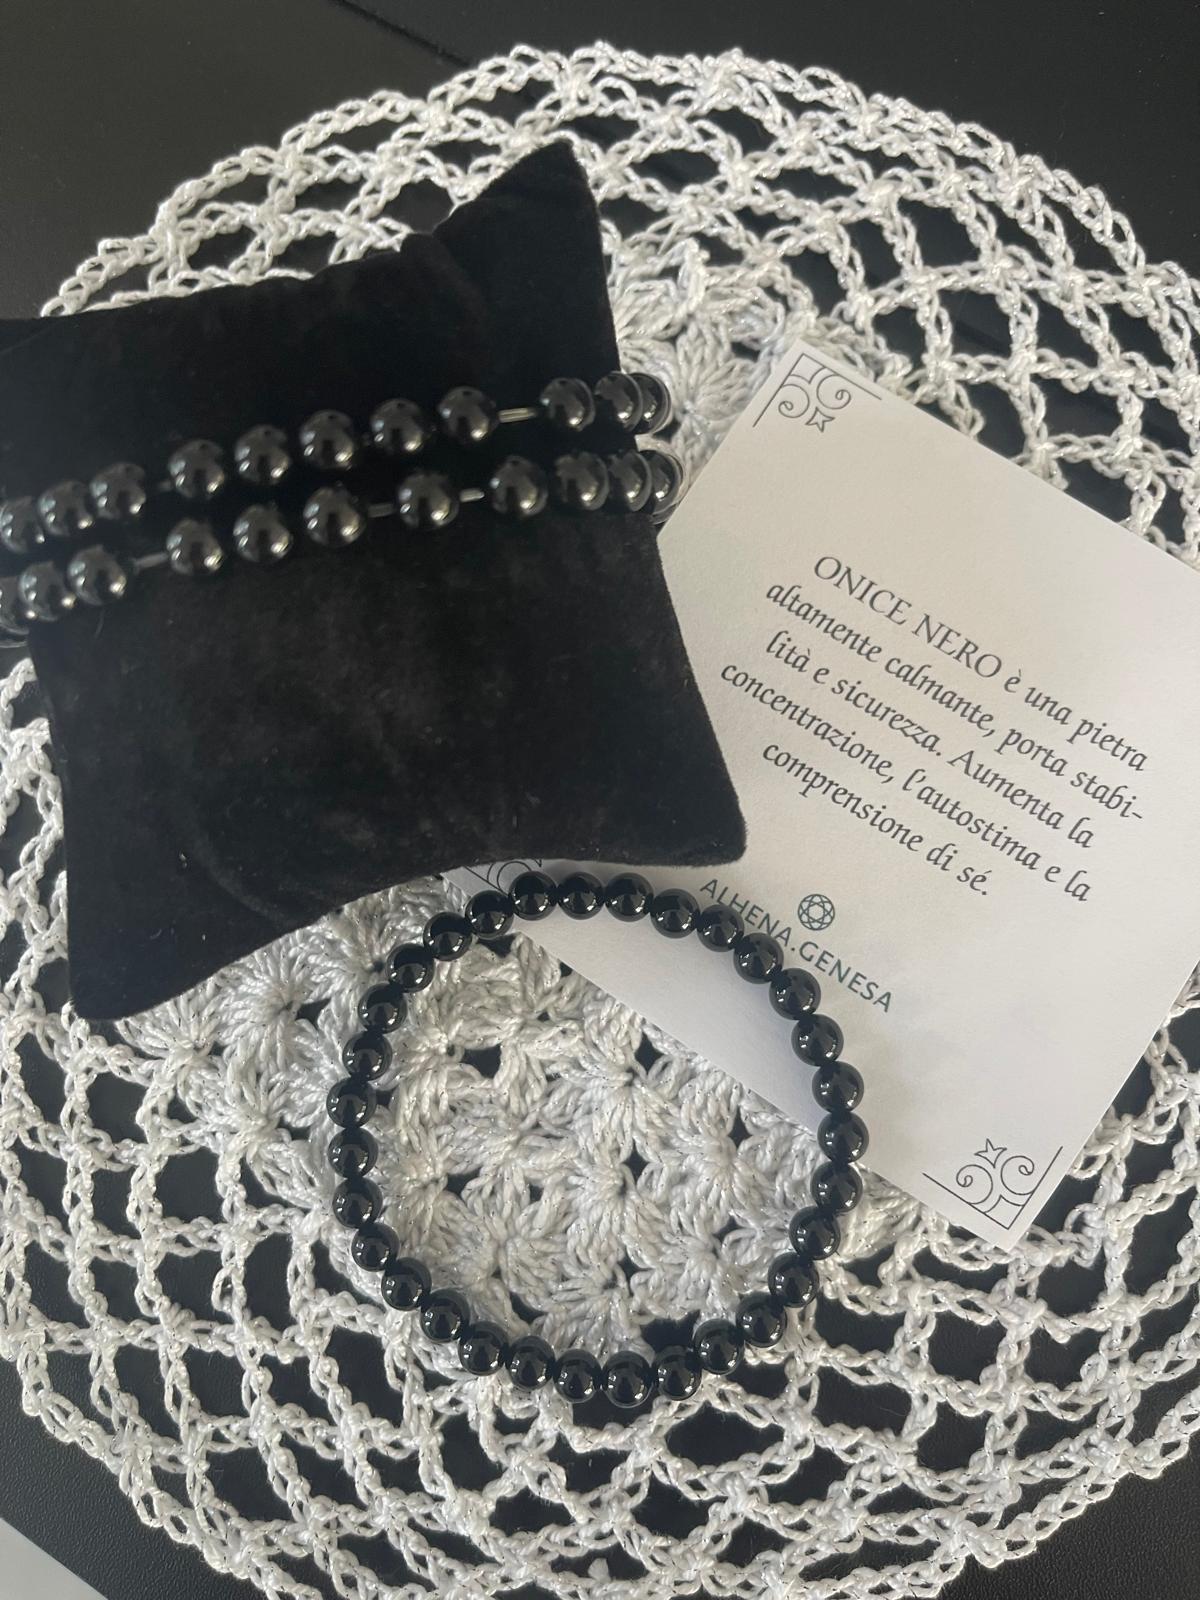 ONICE NERO è una pietra
altamente calmante, porta stabi-
lità e sicurezza. Aumenta la
concentrazione, l'autostima e la
comprensione di sé.
ALHENA.GENESA